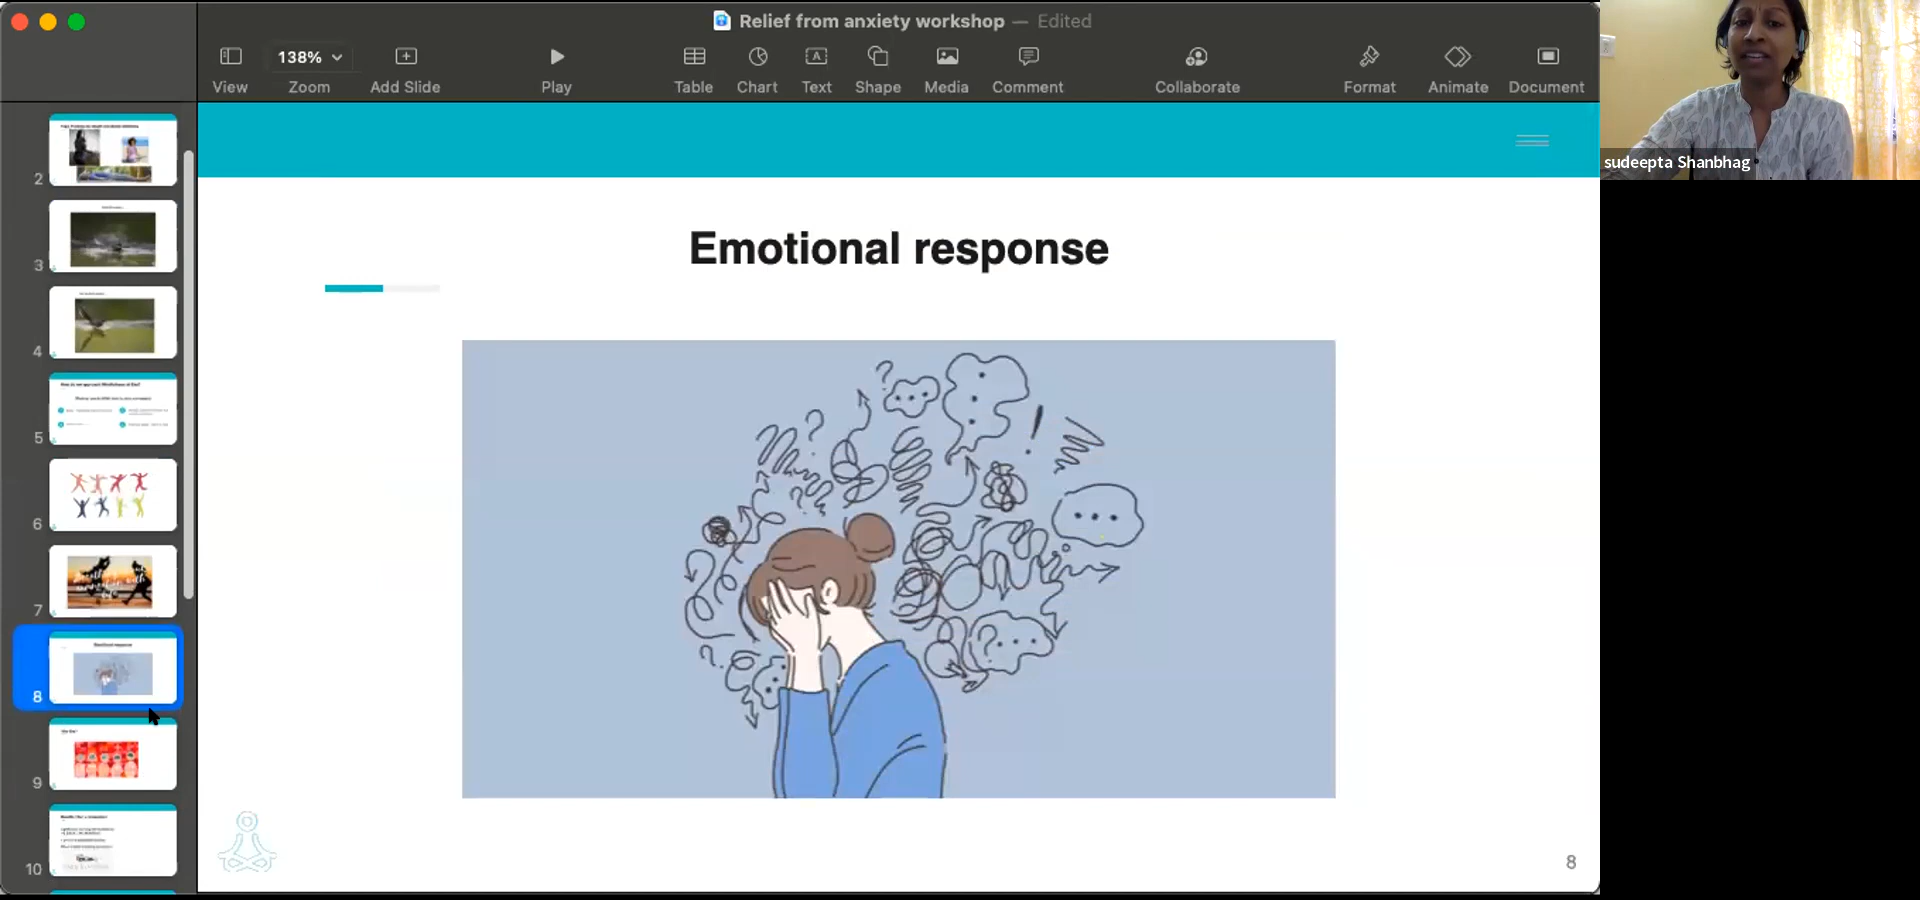 Relief from anxiety workshop — Edited
138%
View Zoom Add Slide Play Table Chart Text Shape Media Comment Collaborate Format Animate Document
sudeepta Shanbhag
Emotional response
2
3
4
5
6
7
8
9
10
8